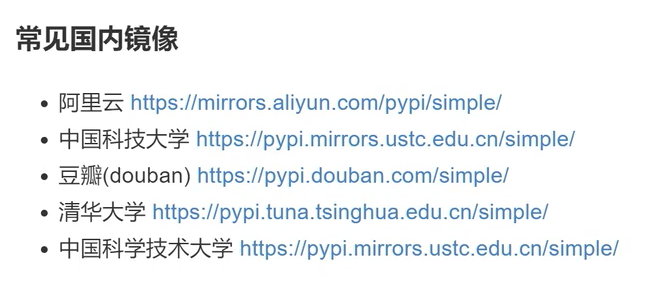 常见国内镜像
阿里云 https://mirrors.aliyun.com/pypi/simple/
中国科技大学 https://pypi.mirrors.ustc.edu.cn/simple/
豆瓣(douban) https://pypi.douban.com/simple/
清华大学 https://pypi.tuna.tsinghua.edu.cn/simple/
中国科学技术大学 https://pypi.mirrors.ustc.edu.cn/simple/